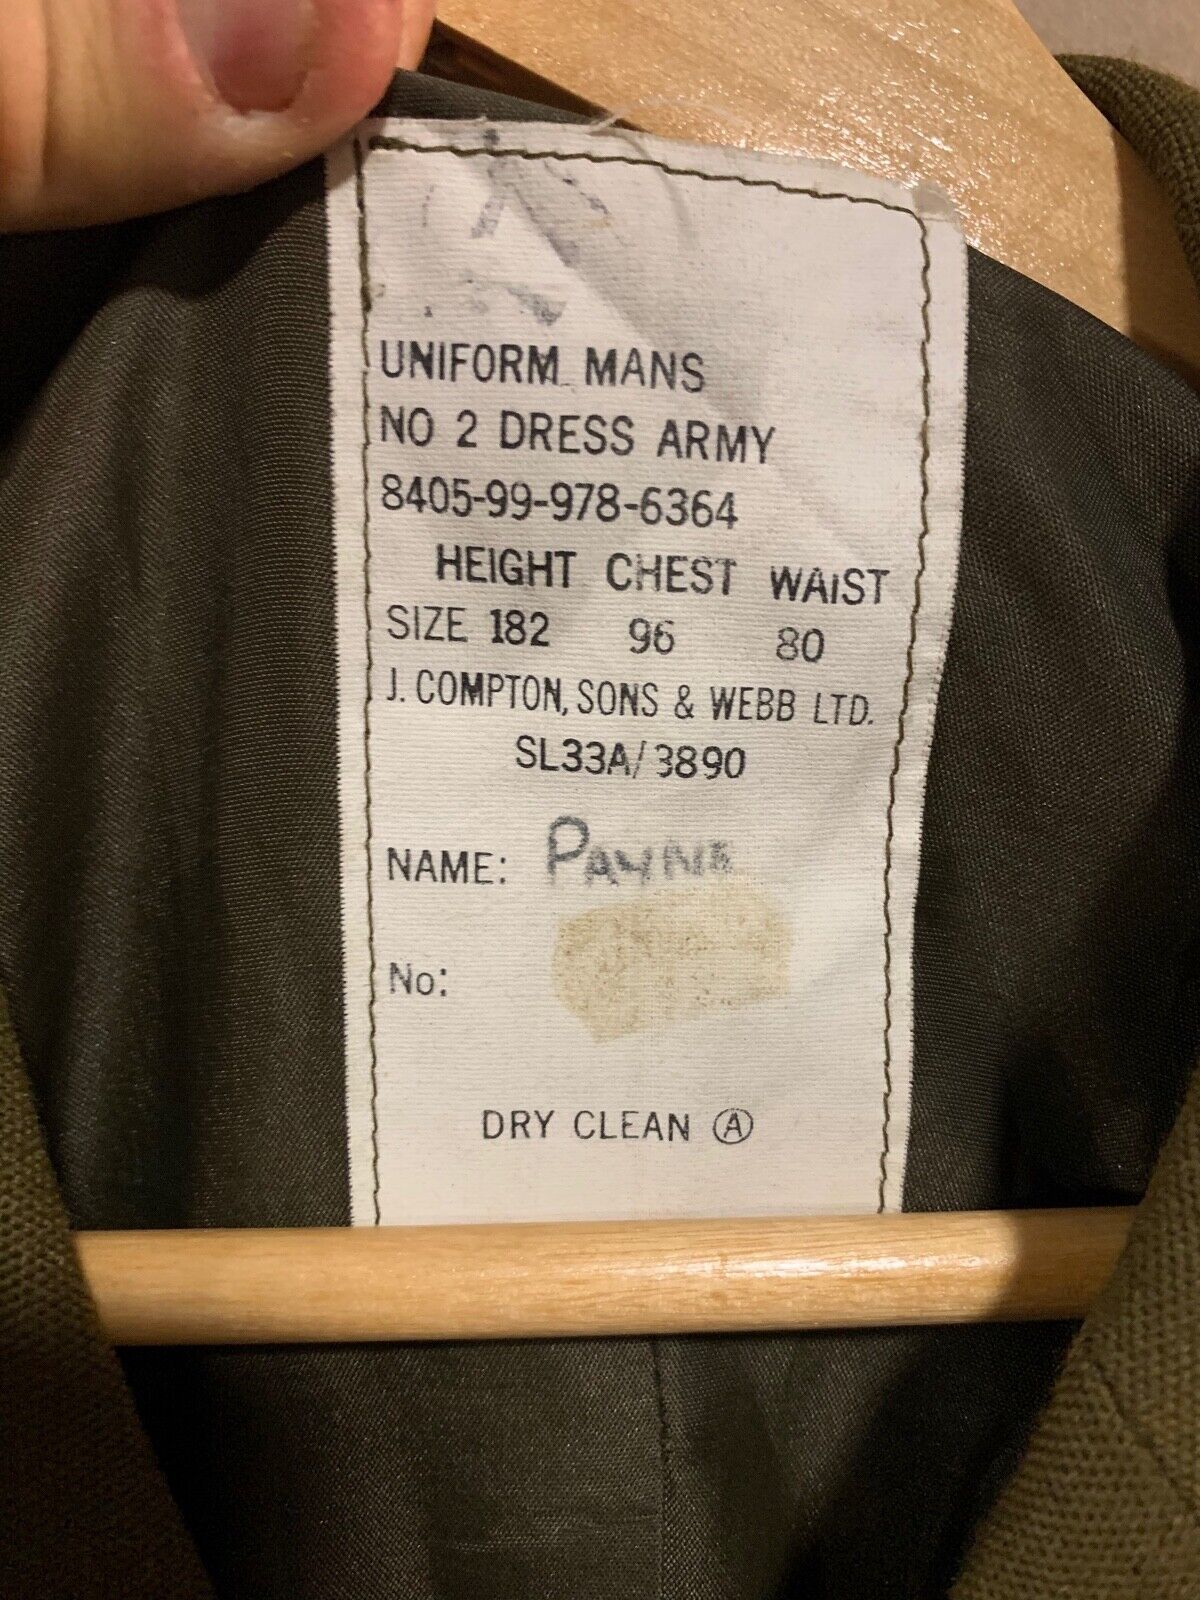 UNIFORM MANS
NO 2 DRESS ARMY
8405-99-978-6364
HEIGHT CHEST WAIST
SIZE 182 96 80
J. COMPTON, SONS & WEBB LTD.
SL33A/3890
NAME: PAYNE
No:
DRY CLEAN Ⓐ